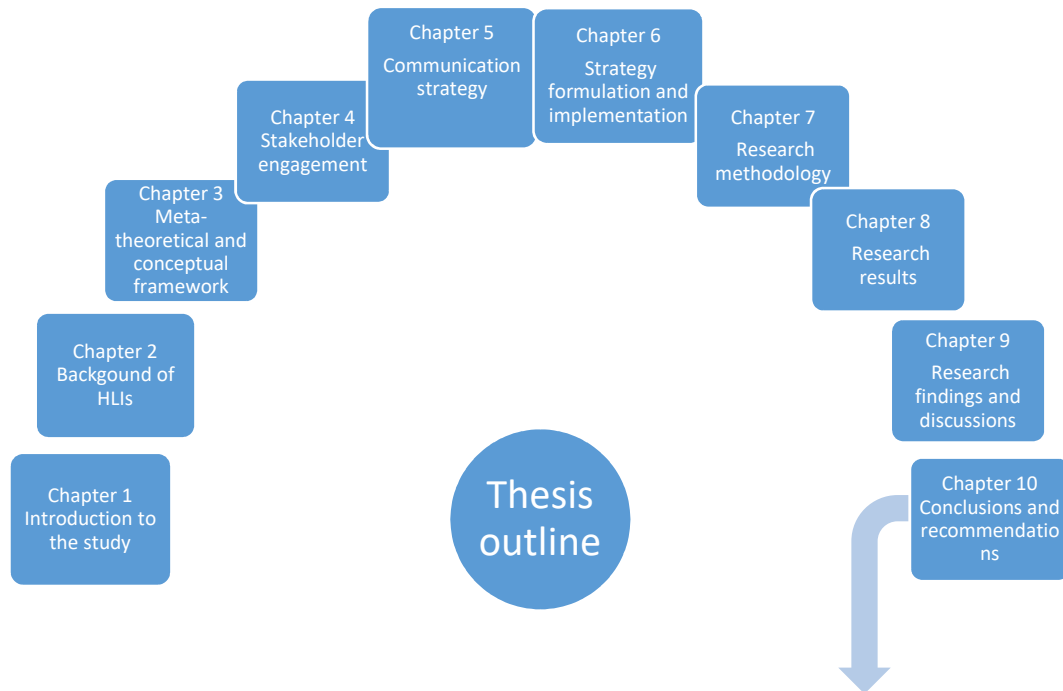 Chapter 1
Introduction to
the study
Chapter 2
Backgound of
HLIs
Chapter 3
Meta-
theoretical and
conceptual
framework
Chapter 4
Stakeholder
engagement
Chapter 5
Communication
strategy
Chapter 6
Strategy
formulation and
implementation
Chapter 7
Research
methodology
Chapter 8
Research
results
Chapter 9
Research
findings and
discussions
Chapter 10
Conclusions and
recommendatio
ns
Thesis
outline